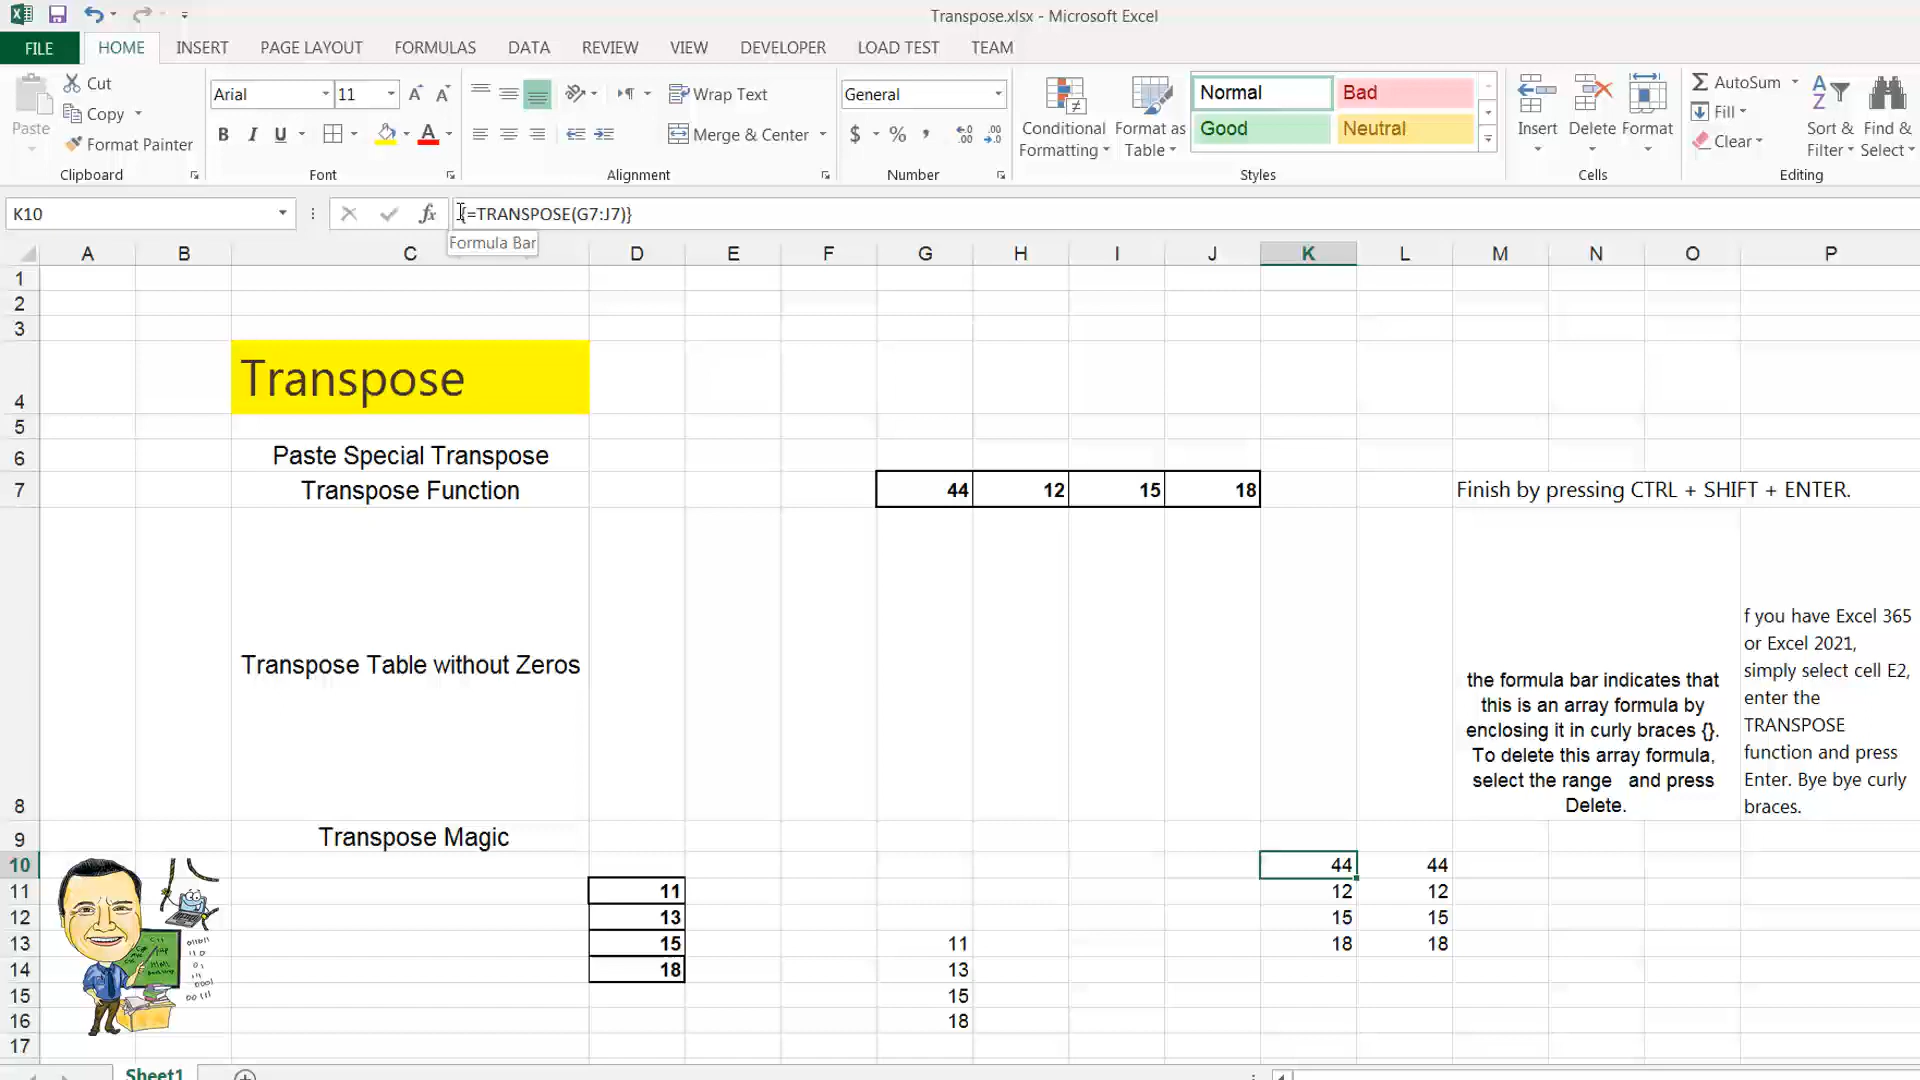 Transpose.xlsx - Microsoft Excel
FILE HOME INSERT PAGE LAYOUT FORMULAS DATA REVIEW VIEW DEVELOPER LOAD TEST TEAM
Paste
Cut
Copy
Format Painter
Clipboard
Arial 11
B I U A
Font
Wrap Text
Merge & Center
Alignment
General
$ % ,
Number
Conditional Formatting
Format as Table
Normal Bad
Good Neutral
Styles
Insert Delete Format
Cells
AutoSum
Fill
Clear
Sort & Filter
Find & Select
Editing
K10 fx {=TRANSPOSE(G7:J7)}
Formula Bar
A B C D E F G H I J K L M N O P
1
2
3
4 Transpose
5
6 Paste Special Transpose
7 Transpose Function 44 12 15 18 Finish by pressing CTRL + SHIFT + ENTER.
8 Transpose Table without Zeros
the formula bar indicates that
this is an array formula by
enclosing it in curly braces {}.
To delete this array formula,
select the range and press
Delete.
f you have Excel 365
or Excel 2021,
simply select cell E2,
enter the
TRANSPOSE
function and press
Enter. Bye bye curly
braces.
9 Transpose Magic
10 44 44
11 11 12 12
12 13 15 15
13 15 11 18 18
14 18 13
15 15
16 18
17
Sheet1